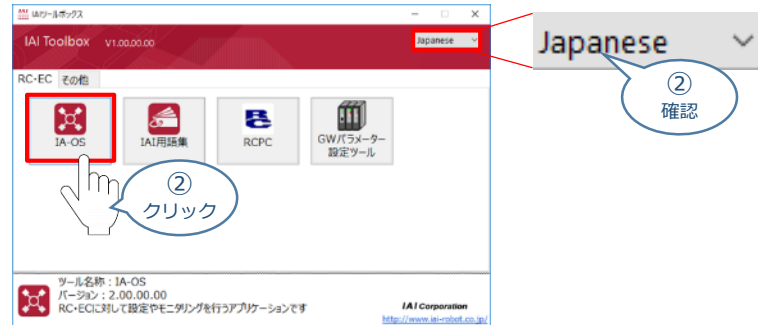 IAIツールボックス
IAI Toolbox V1.00.00.00
Japanese
RC・EC その他
IA-OS
IAI用語集
RCPC
GWパラメーター
設定ツール
②
クリック
ツール名称：IA-OS
バージョン：2.00.00.00
RC・ECに対して設定やモニタリングを行うアプリケーションです
IAI Corporation
http://www.iai-robot.co.jp/
Japanese
②
確認